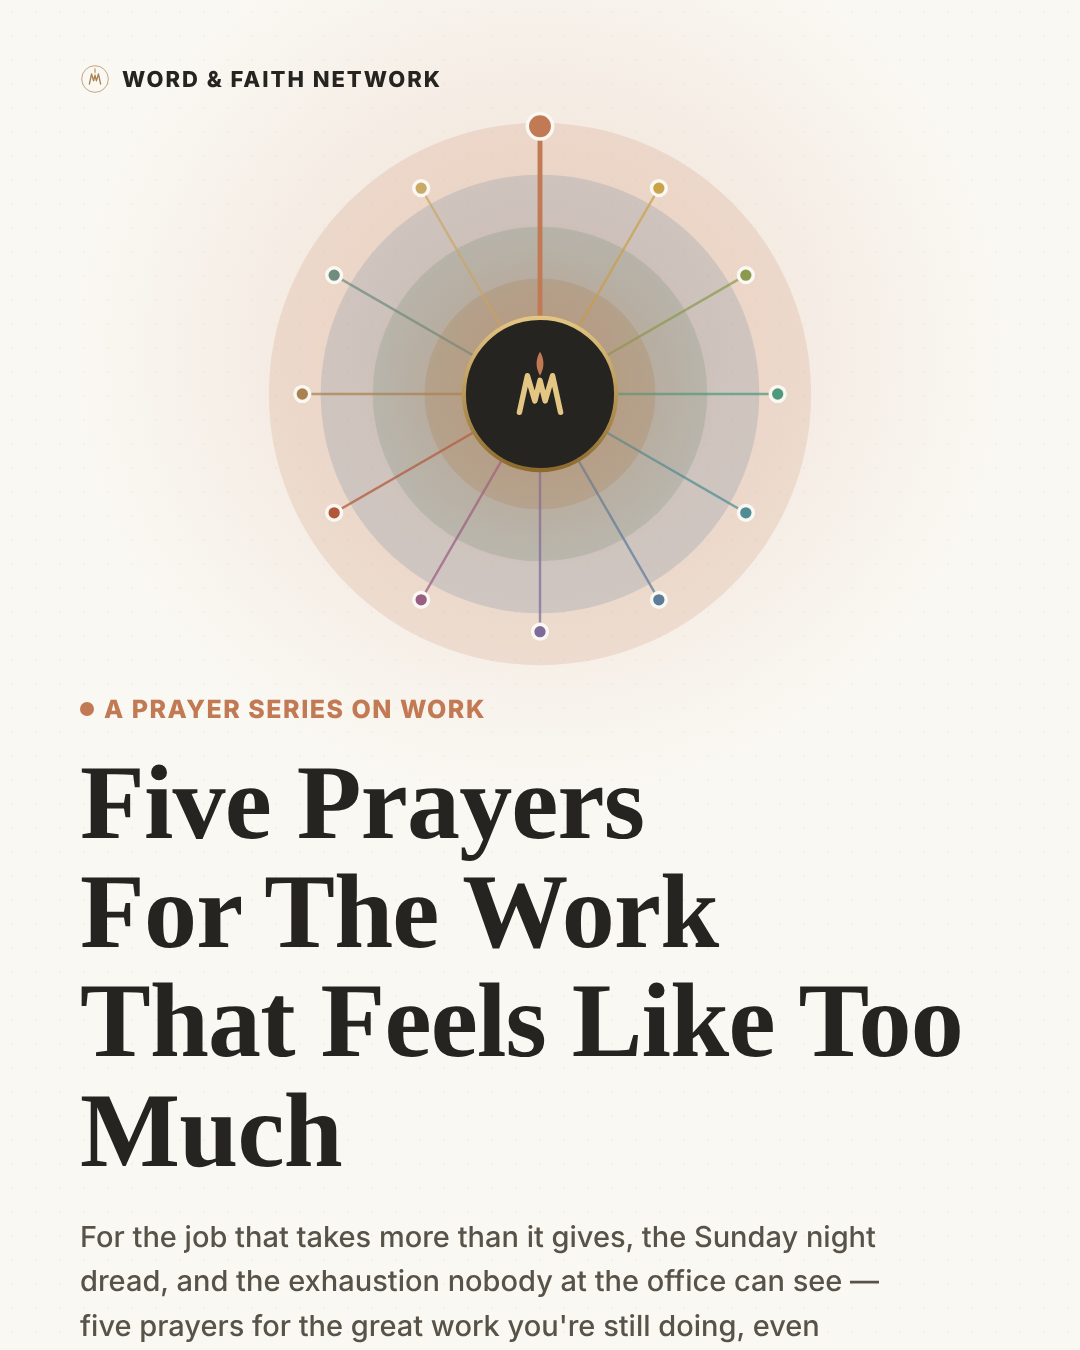 WORD & FAITH NETWORK
A PRAYER SERIES ON WORK
Five Prayers
For The Work
That Feels Like Too
Much
For the job that takes more than it gives, the Sunday night
dread, and the exhaustion nobody at the office can see —
five prayers for the great work you're still doing, even